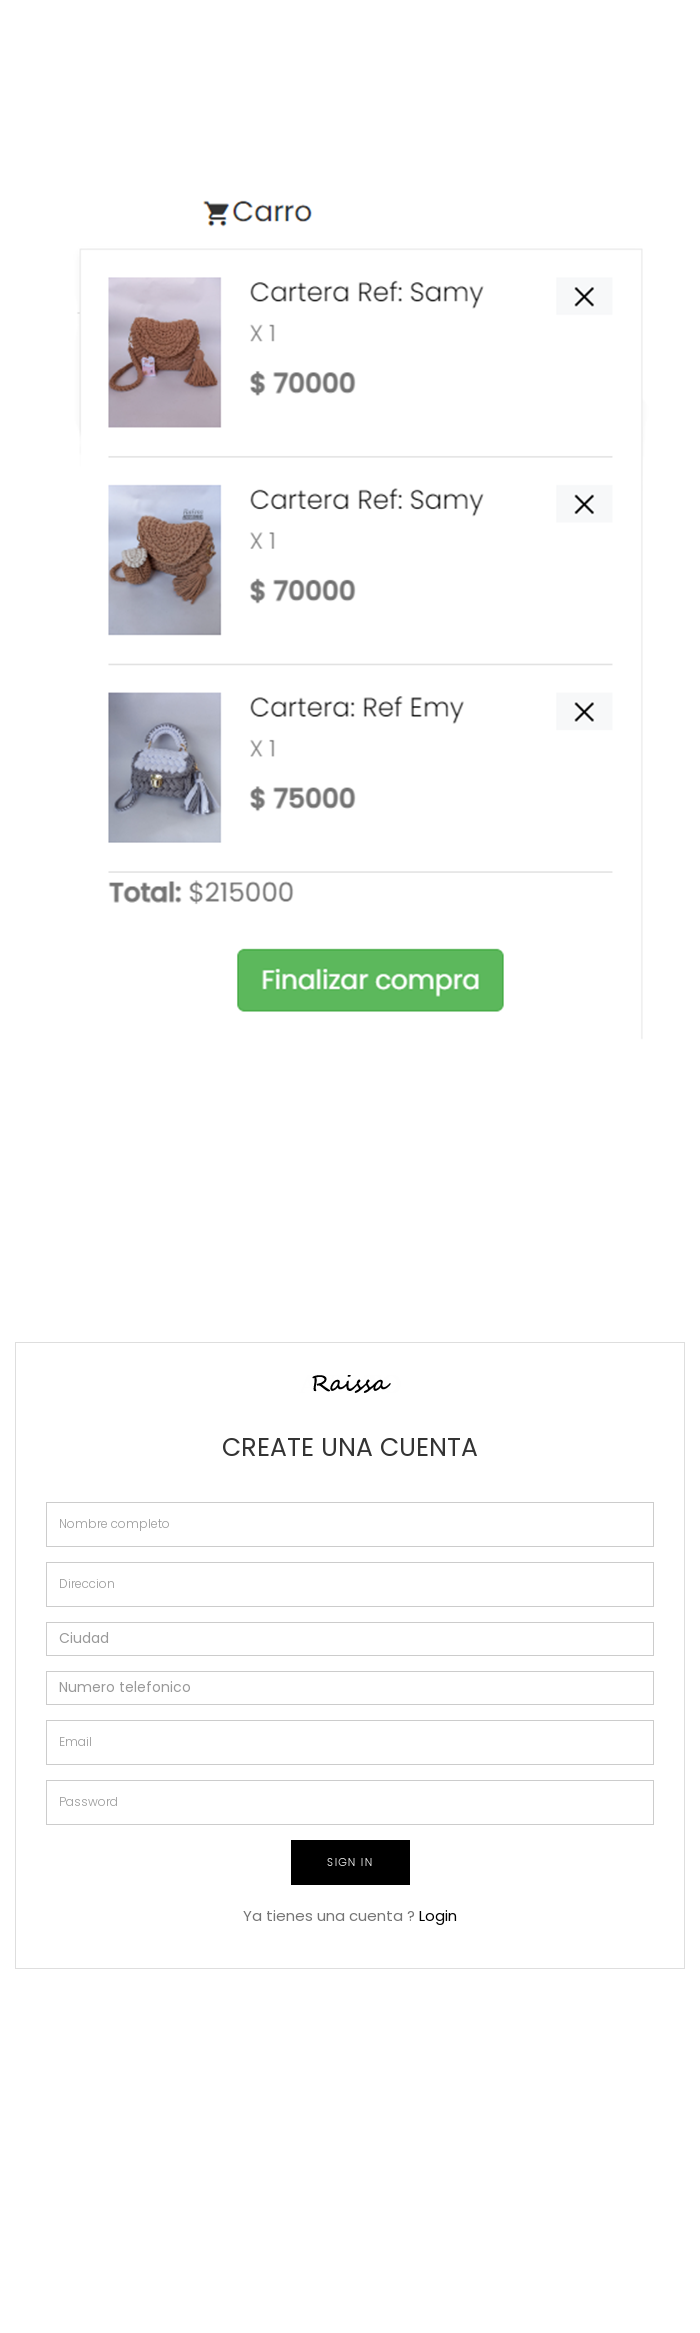 Carro
Cartera Ref: Samy
X 1
$ 70000
Cartera Ref: Samy
X 1
$ 70000
Cartera: Ref Emy
X 1
$ 75000
Total: $215000
Finalizar compra
Raissa
CREATE UNA CUENTA
Nombre completo
Direccion
Ciudad
Numero telefonico
Email
Password
SIGN IN
Ya tienes una cuenta ? Login